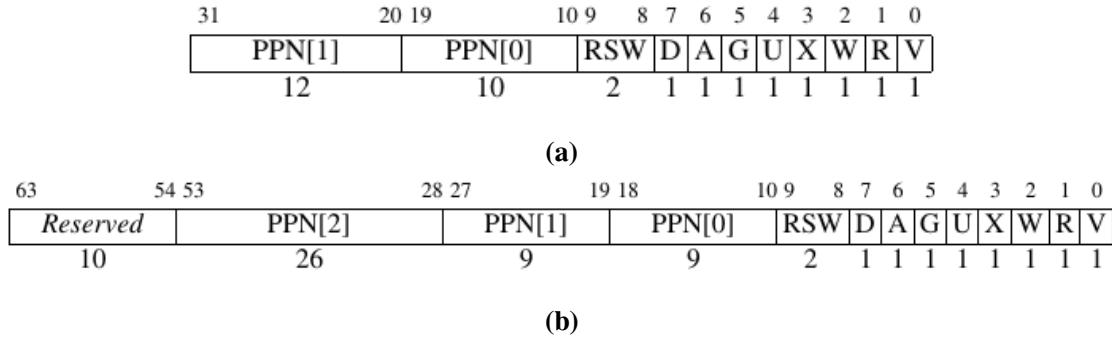 31 20 19 10 9 8 7 6 5 4 3 2 1 0
PPN[1] PPN[0] RSW D A G U X W R V
12 10 2 1 1 1 1 1 1 1 1
(a)
63 54 53 28 27 19 18 10 9 8 7 6 5 4 3 2 1 0
Reserved PPN[2] PPN[1] PPN[0] RSW D A G U X W R V
10 26 9 9 2 1 1 1 1 1 1 1 1
(b)